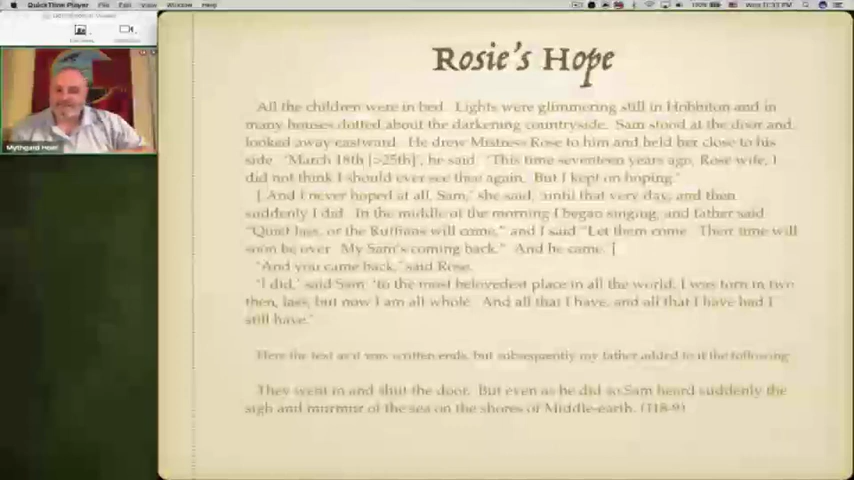 QuickTime Player File Edit View Window Help
Mythgard Host
Rosie's Hope
All the children were in bed. Lights were glimmering still in Hobbiton and in
many houses dotted about the darkening countryside. Sam stood at the door and
looked away eastward. He drew Mistress Rose to him and held her close to his
side. 'March 18th [>25th]', he said. 'This time seventeen years ago, Rose wife, I
did not think I should ever see thee again. But I kept on hoping.'
[ 'And I never hoped at all, Sam,' she said, 'until that very day; and then
suddenly I did. In the middle of the morning I began singing, and father said
"Quiet lass, or the Ruffians will come," and I said "Let them come. Their time will
soon be over. My Sam's coming back." And he came. ]
'And you came back,' said Rose.
'I did,' said Sam; 'to the most belovedest place in all the world. I was torn in two
then, lass, but now I am all whole. And all that I have, and all that I have had I
still have.'
Here the text as it was written ends, but subsequently my father added to it the following
They went in and shut the door. But even as he did so Sam heard suddenly the
sigh and murmur of the sea on the shores of Middle-earth. (118-9)